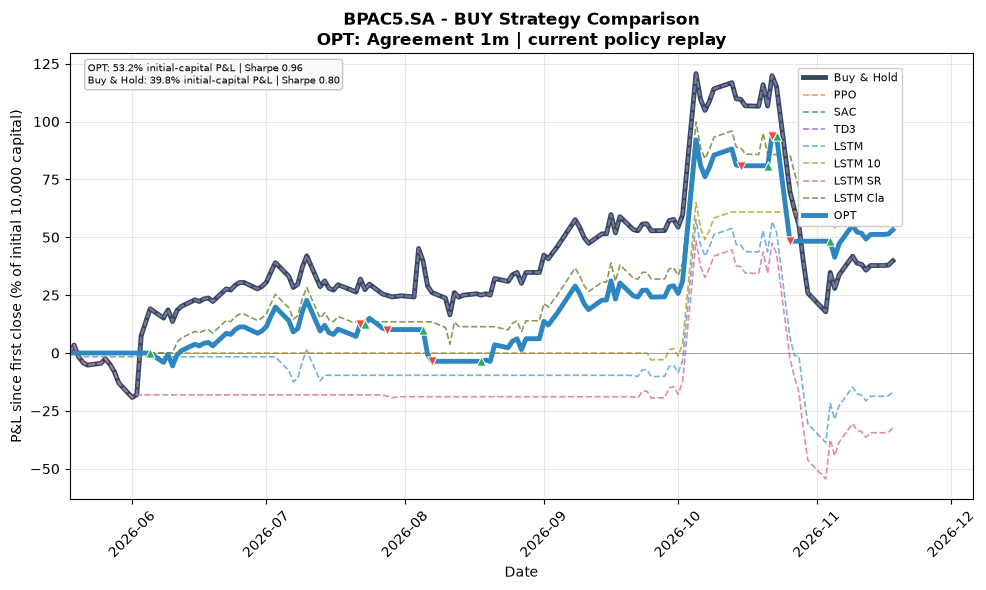 BPAC5.SA - BUY Strategy Comparison
OPT: Agreement 1m | current policy replay
OPT: 53.2% initial-capital P&L | Sharpe 0.96
Buy & Hold: 39.8% initial-capital P&L | Sharpe 0.80
Buy & Hold
PPO
SAC
TD3
LSTM
LSTM 10
LSTM SR
LSTM Cla
OPT
P&L since first close (% of initial 10,000 capital)
125
100
75
50
25
0
−25
−50
2026-06
2026-07
2026-08
2026-09
2026-10
2026-11
2026-12
Date